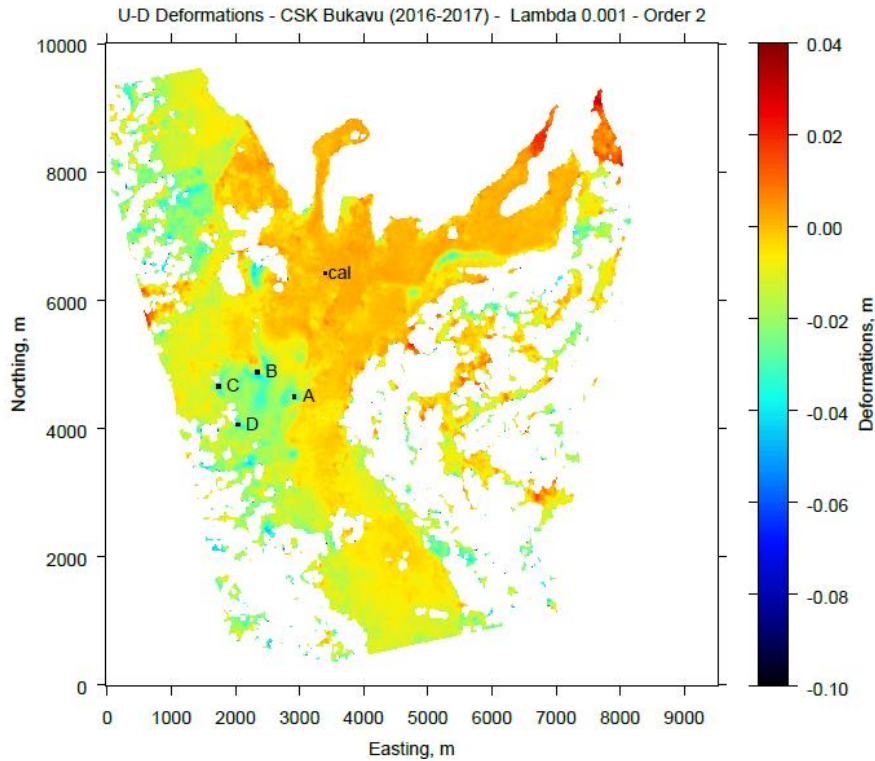 U-D Deformations - CSK Bukavu (2016-2017) - Lambda 0.001 - Order 2
10000
8000
6000
4000
2000
0
Northing, m
cal
B
C
A
D
0 1000 2000 3000 4000 5000 6000 7000 8000 9000
Easting, m
0.04
0.02
0.00
-0.02
-0.04
-0.06
-0.08
-0.10
Deformations, m